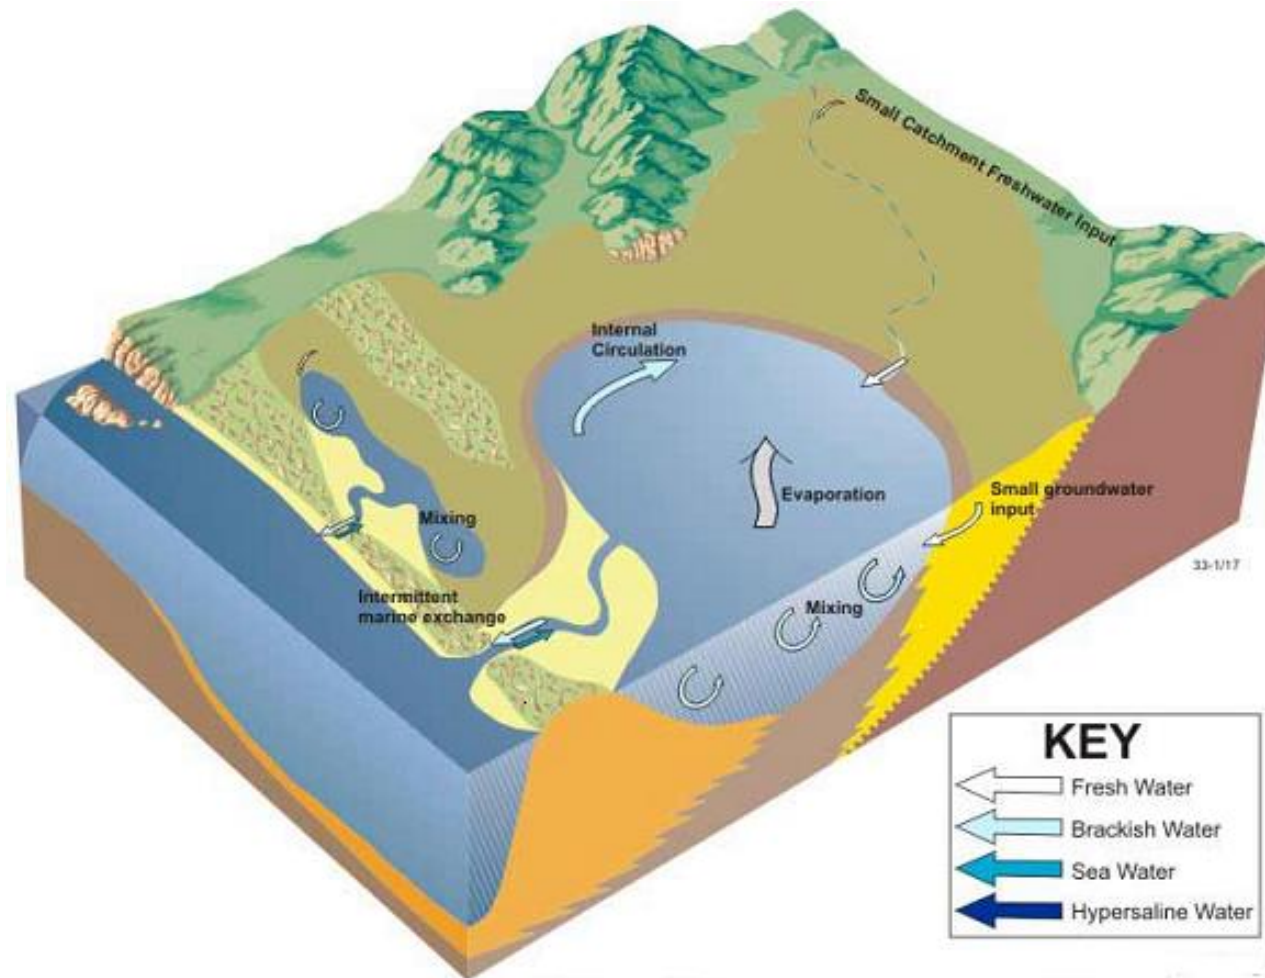 Small Catchment Freshwater Input
Internal
Circulation
Evaporation
Small groundwater
input
33-1/17
Mixing
Intermittent
marine exchange
Mixing
KEY
Fresh Water
Brackish Water
Sea Water
Hypersaline Water